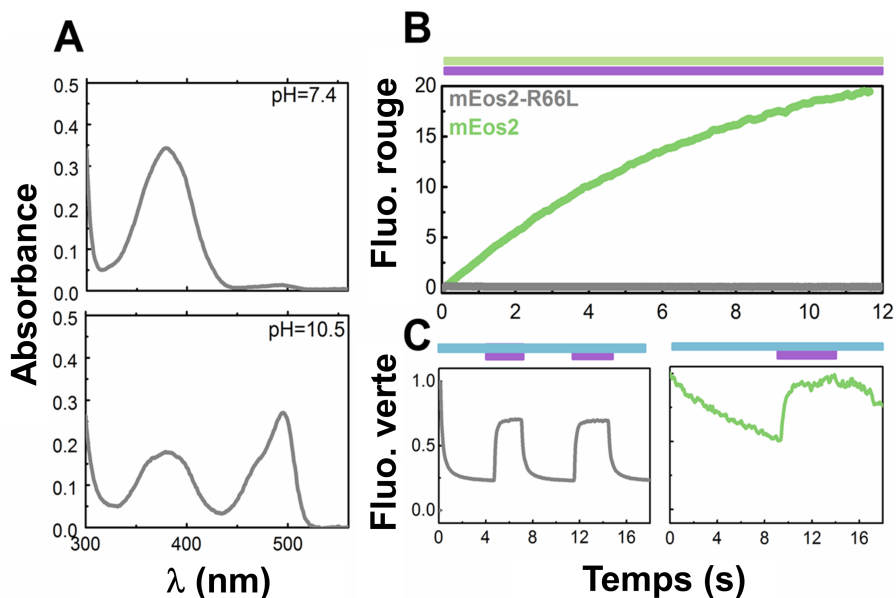 A
Absorbance
0.5
pH=7.4
0.4
0.3
0.2
0.1
0.0
0.5
pH=10.5
0.4
0.3
0.2
0.1
0.0
300 400 500
λ (nm)
B
Fluo. rouge
20
mEos2-R66L
mEos2
15
10
5
0
0 2 4 6 8 10 12
C
Fluo. verte
1.0
0.5
0.0
0 4 8 12 16
0 4 8 12 16
Temps (s)